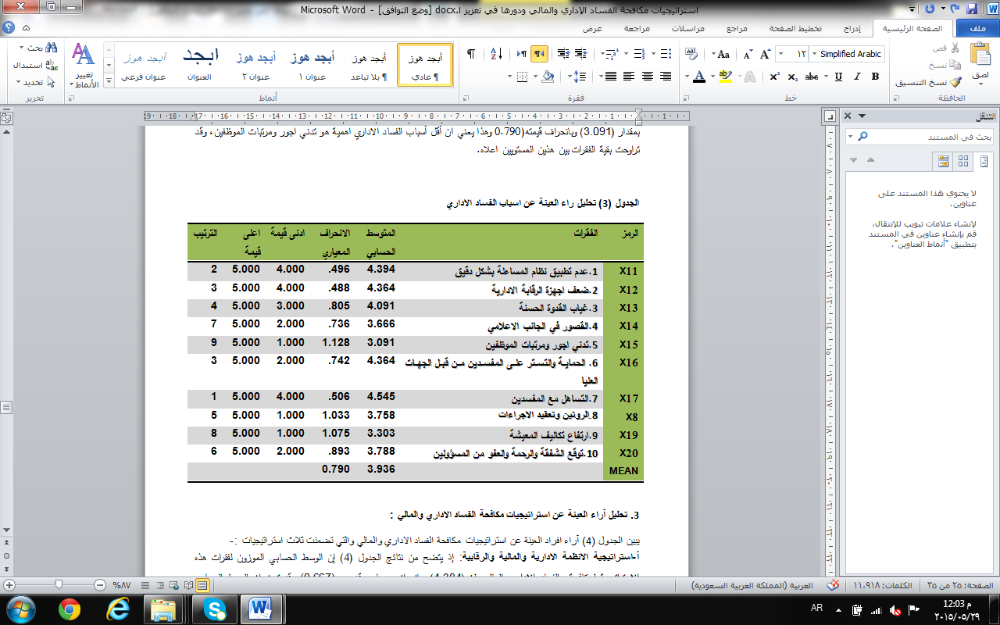 استراتيجيات مكافحة الفساد الإداري والمالي ودورها في تعزيز ا.docx [وضع التوافق] - Microsoft Word
ملف الصفحة الرئيسية إدراج تخطيط الصفحة مراجع مراسلات مراجعة عرض
لصق
قص
نسخ
نسخ التنسيق
الحافظة
Simplified Arabic ١٢
خط
فقرة
أبجد هوز أبجد هوز أبجد هوز أبجد هوز ابجد أبجد هوز
¶ عادي ¶ بلا تباعد عنوان ١ عنوان ٢ العنوان عنوان فرعي
أنماط
تغيير الأنماط
بحث
استبدال
تحديد
تحرير
التنقل
بحث في المستند
لا يحتوي هذا المستند على
عناوين.
لإنشاء علامات تبويب للإنتقال،
قم بإنشاء عناوين في المستند
بتطبيق "أنماط العناوين".
بمقدار (3.091) وبانحراف قيمته(0.790) وهذا يعني ان أقل أسباب الفساد الاداري اهمية هو تدني اجور ومرتبات الموظفين، وقد
تراوحت بقية الفقرات بين هذين المستويين اعلاه.
الجدول (3) تحليل راء العينة عن اسباب الفساد الاداري
الرمز الفقرات المتوسط الحسابي الانحراف المعياري ادنى قيمة اعلى قيمة الترتيب
X11 1.عدم تطبيق نظام المساءلة بشكل دقيق 4.394 .496 4.000 5.000 2
X12 2.ضعف اجهزة الرقابة الادارية 4.364 .488 4.000 5.000 3
X13 3.غياب القدوة الحسنة 4.091 .805 3.000 5.000 4
X14 4.القصور في الجانب الاعلامي 3.666 .736 2.000 5.000 7
X15 5.تدني اجور ومرتبات الموظفين 3.091 1.128 1.000 5.000 9
X16 6. الحماية والتستر على المفسدين من قبل الجهات 4.364 .742 2.000 5.000 3
العليا
X17 7.التساهل مع المفسدين 4.545 .506 4.000 5.000 1
X8 8.الروتين وتعقيد الاجراءات 3.758 1.033 1.000 5.000 5
X19 9.ارتفاع تكاليف المعيشة 3.303 1.075 1.000 5.000 8
X20 10.توقع الشفقة والرحمة والعفو من المسؤولين 3.788 .893 2.000 5.000 6
MEAN 3.936 0.790
3. تحليل آراء العينة عن استراتيجيات مكافحة الفساد الاداري والمالي :
يبين الجدول (4) آراء افراد العينة عن استراتيجيات مكافحة الفساد الاداري والمالي والتي تضمنت ثلاث استراتيجيات :-
أ-استراتيجية الانظمة الادارية والمالية والرقابية: إذ يتضح من نتائج الجدول (4) إن الوسط الحسابي الموزون لفقرات هذه
الصفحة: ٢٥ من ٣٥ الكلمات: ١١،٩١٨ العربية (المملكة العربية السعودية) ٨٧%
AR
12:03 م
٢٠١٥/٠٥/٢٩